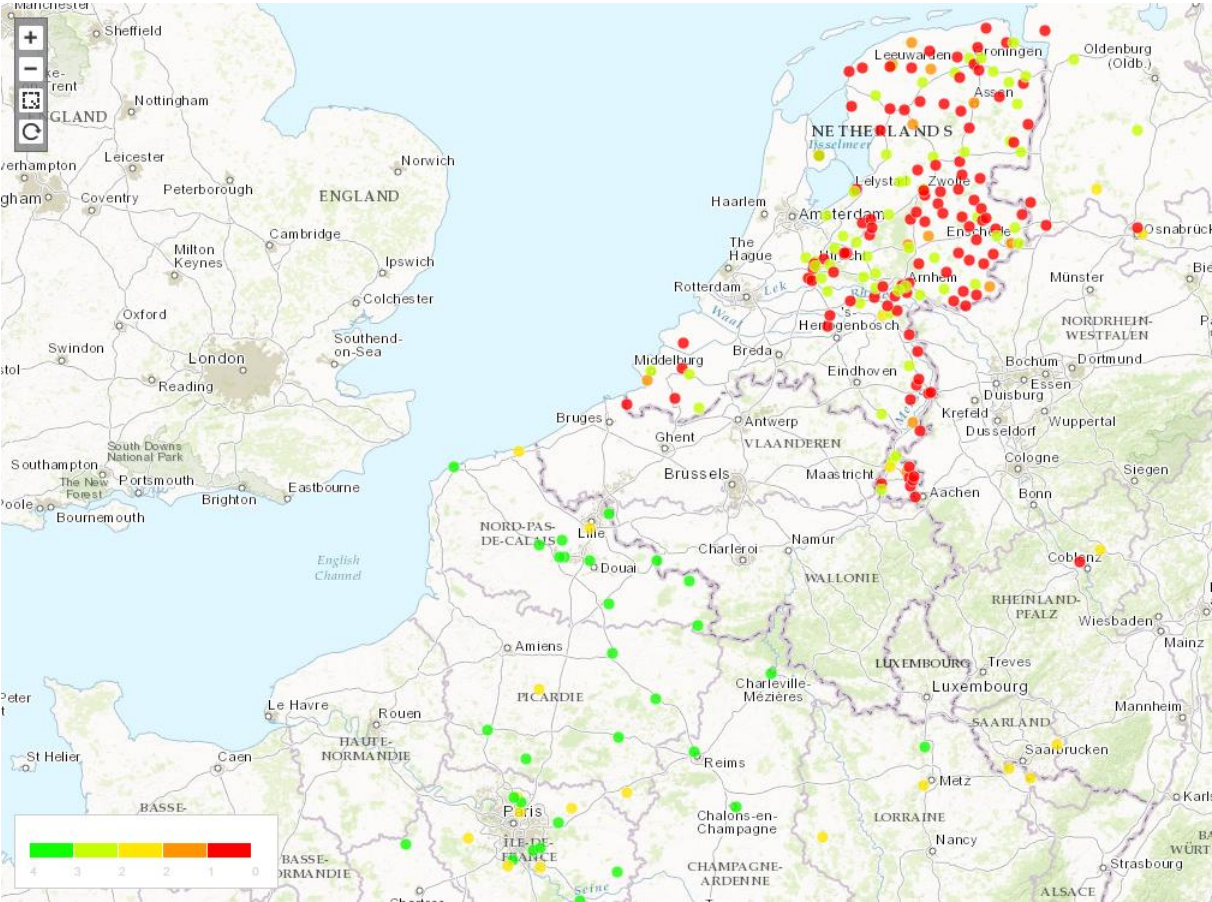 Manchester
Sheffield
+
−
Oldenburg
(Oldb.)
Leeuwarden
Groningen
Nottingham
Assen
ENGLAND
NETHERLANDS
Ijsselmeer
Leicester
Norwich
Peterborough
ENGLAND
Lelystad
Zwolle
Coventry
Haarlem
Amsterdam
Cambridge
Enschede
Osnabrück
The
Hague
Milton
Keynes
Ipswich
Utrecht
Arnhem
Münster
Rotterdam
Lek
Colchester
Waal
's-
Hertogenbosch
Oxford
NORDRHEIN-
WESTFALEN
Southend-
on-Sea
Swindon
London
Middelburg
Breda
Bochum
Dortmund
Reading
Eindhoven
Essen
Duisburg
Bruges
Antwerp
Krefeld
Wuppertal
Dusseldorf
Ghent
VLAANDEREN
South Downs
National Park
Cologne
Southampton
The New
Forest
Portsmouth
Brussels
Maastricht
Siegen
Eastbourne
Aachen
Brighton
Bonn
Poole
Bournemouth
NORD-PAS-
DE-CALAIS
Lille
Namur
Charleroi
Coblenz
English
Channel
Douai
WALLONIE
RHEINLAND-
PFALZ
Wiesbaden
Mainz
Amiens
LUXEMBOURG
Treves
Charleville-
Mézières
Luxembourg
PICARDIE
Le Havre
Mannheim
Rouen
SAARLAND
HAUTE-
NORMANDIE
St Helier
Caen
Reims
Saarbrucken
Metz
BASSE-
Paris
Chalons-en-
Champagne
LORRAINE
ÎLE-DE-
FRANCE
Nancy
BASSE-
NORMANDIE
CHAMPAGNE-
ARDENNE
Strasbourg
Seine
ALSACE
4 3 2 2 1 0